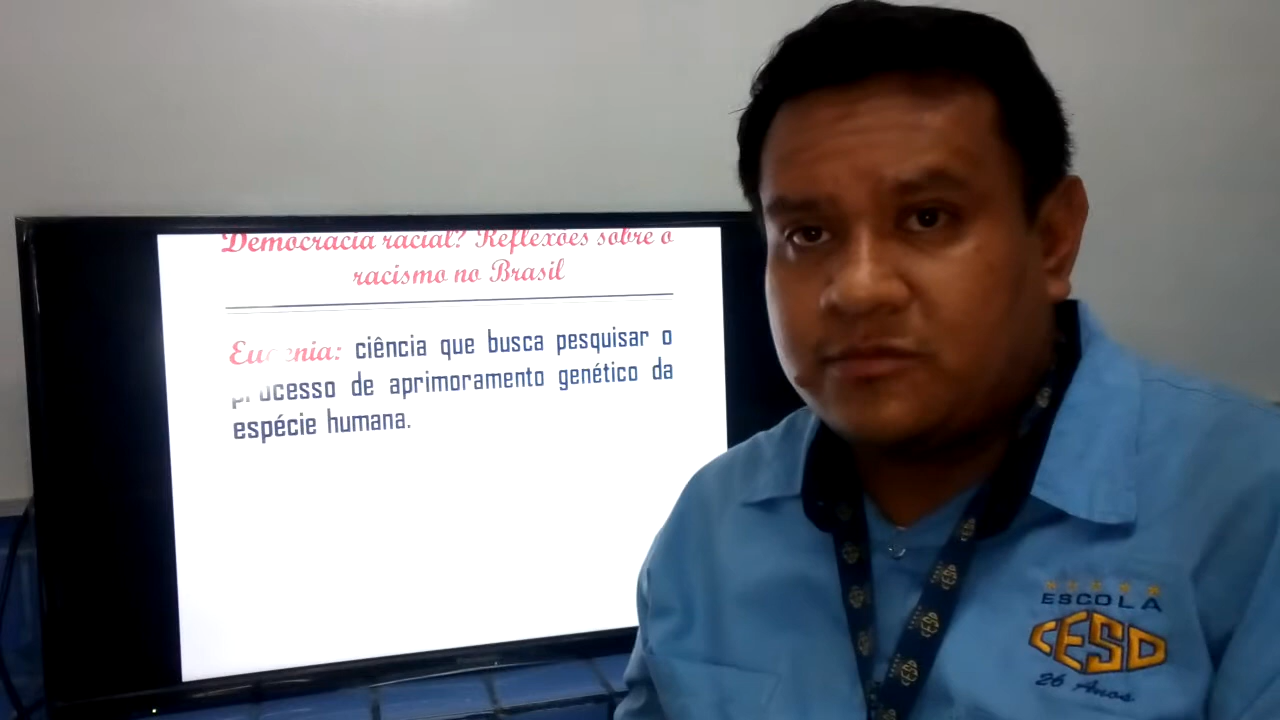 Democracia racial? Reflexões sobre o
racismo no Brasil
Eugenia: ciência que busca pesquisar o
processo de aprimoramento genético da
espécie humana.
ESCOLA
CESD
26 Anos